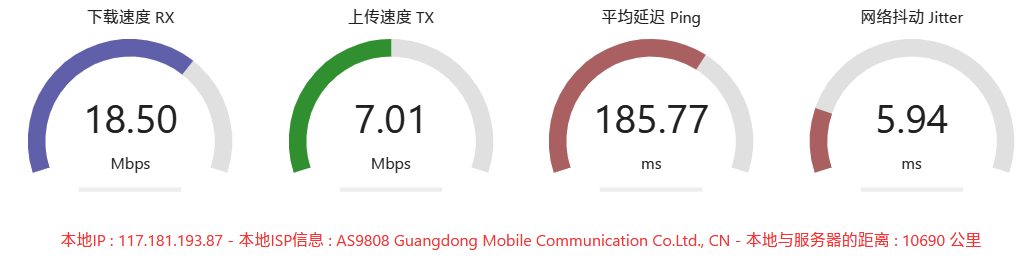 下载速度 RX
18.50
Mbps
上传速度 TX
7.01
Mbps
平均延迟 Ping
185.77
ms
网络抖动 Jitter
5.94
ms
本地IP : 117.181.193.87 - 本地ISP信息 : AS9808 Guangdong Mobile Communication Co.Ltd., CN - 本地与服务器的距离 : 10690 公里